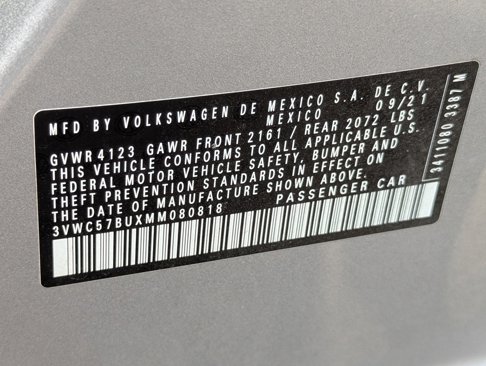 MFD BY VOLKSWAGEN DE MEXICO S.A. DE C.V.
MEXICO 09/21
GVWR 4123 GAWR FRONT 2161 / REAR 2072 LBS
THIS VEHICLE CONFORMS TO ALL APPLICABLE U.S.
FEDERAL MOTOR VEHICLE SAFETY, BUMPER AND
THEFT PREVENTION STANDARDS IN EFFECT ON
THE DATE OF MANUFACTURE SHOWN ABOVE.
3VWC57BUXMM080818 PASSENGER CAR
3411080 3387 M